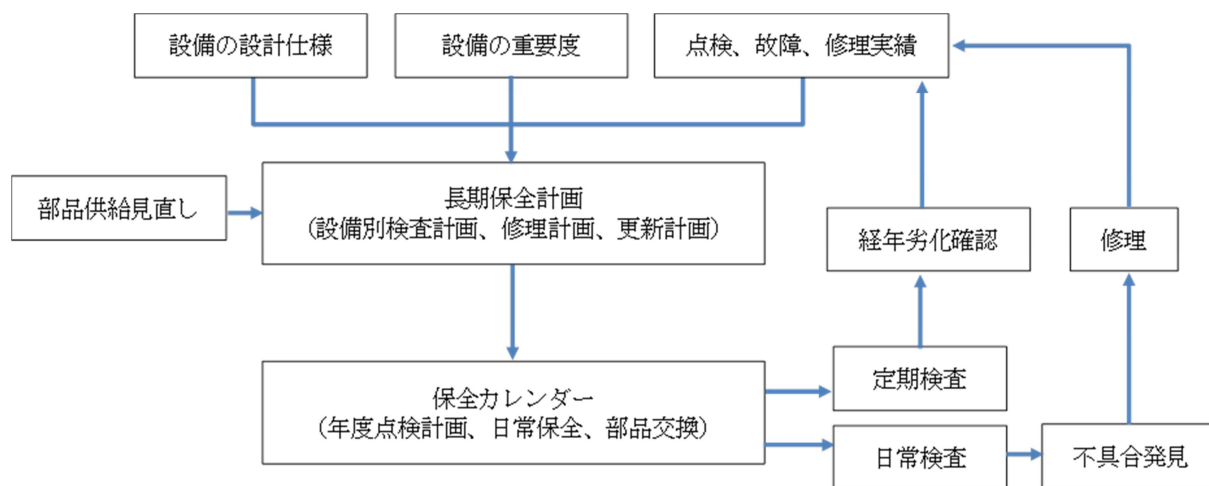 設備の設計仕様
設備の重要度
点検、故障、修理実績
部品供給見直し
長期保全計画
(設備別検査計画、修理計画、更新計画)
経年劣化確認
修理
保全カレンダー
(年度点検計画、日常保全、部品交換)
定期検査
日常検査
不具合発見